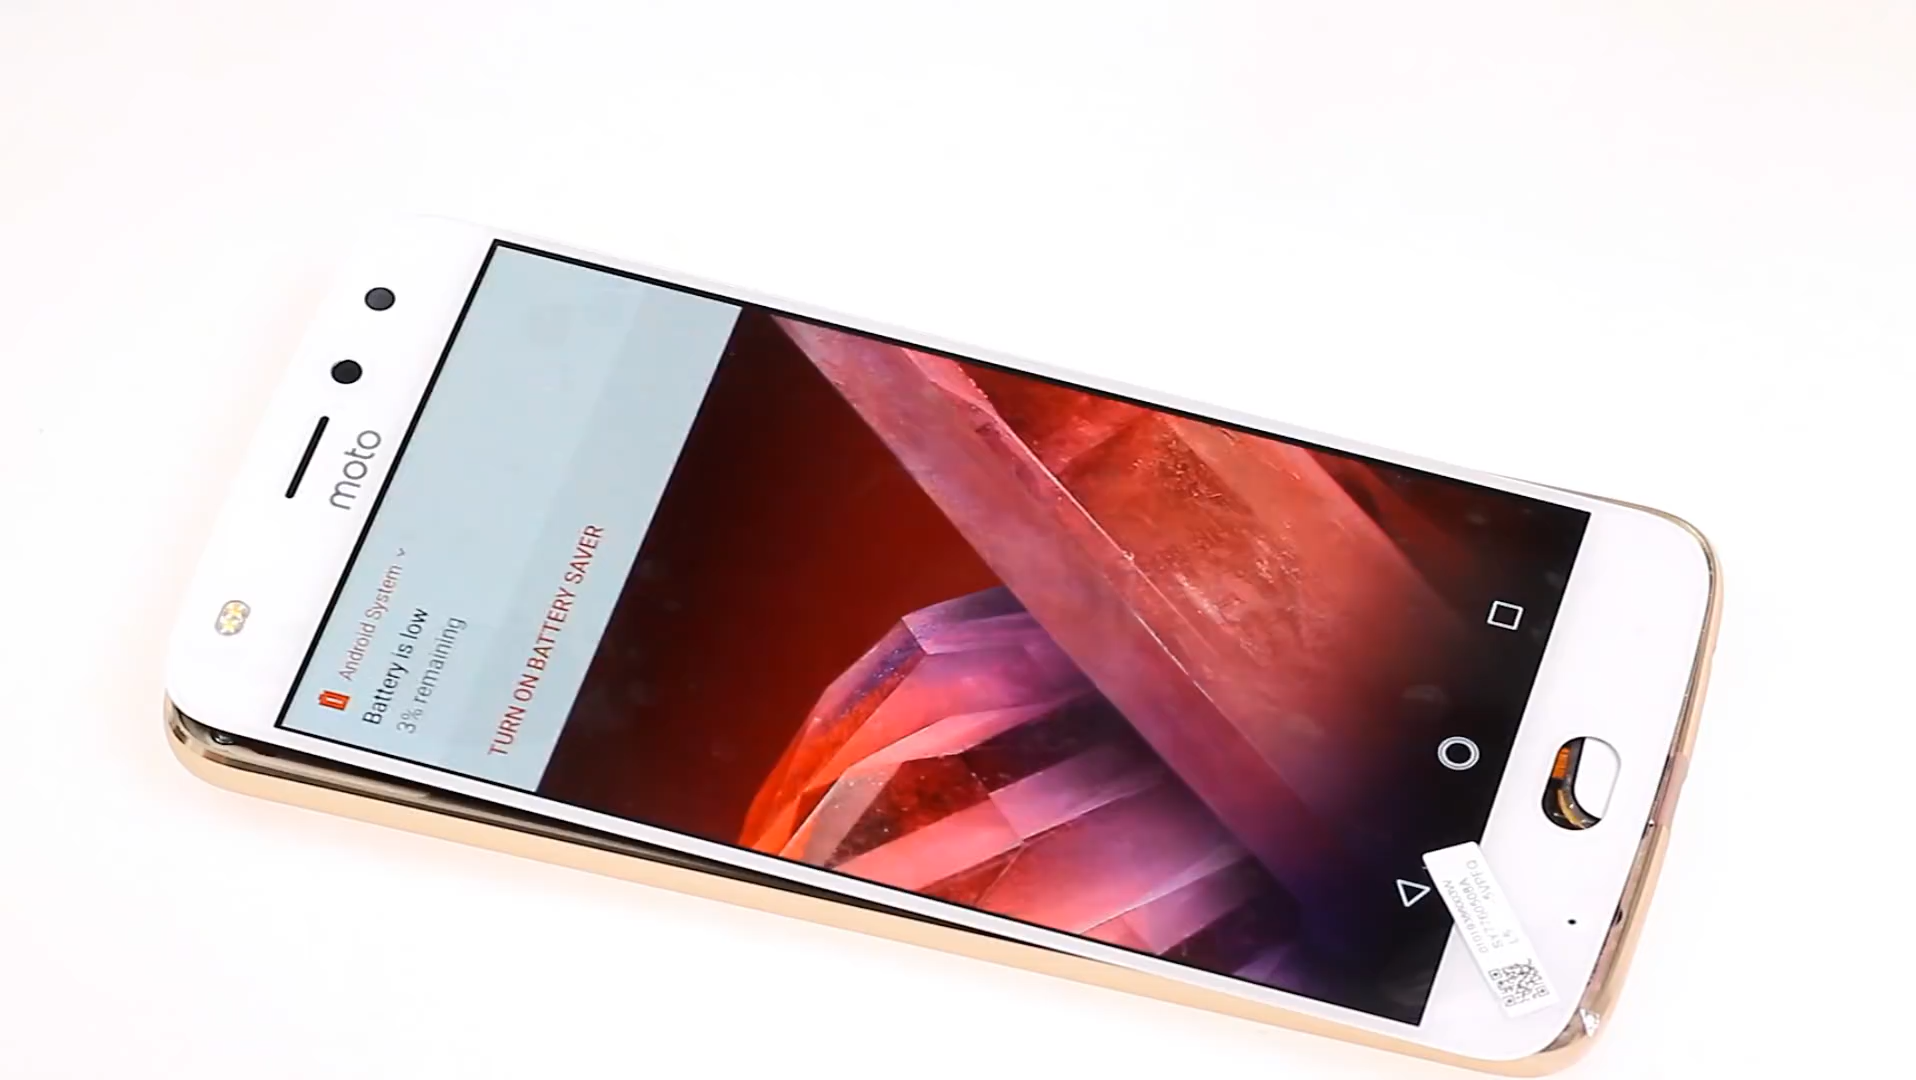 moto
Android System
Battery is low
3% remaining
TURN ON BATTERY SAVER